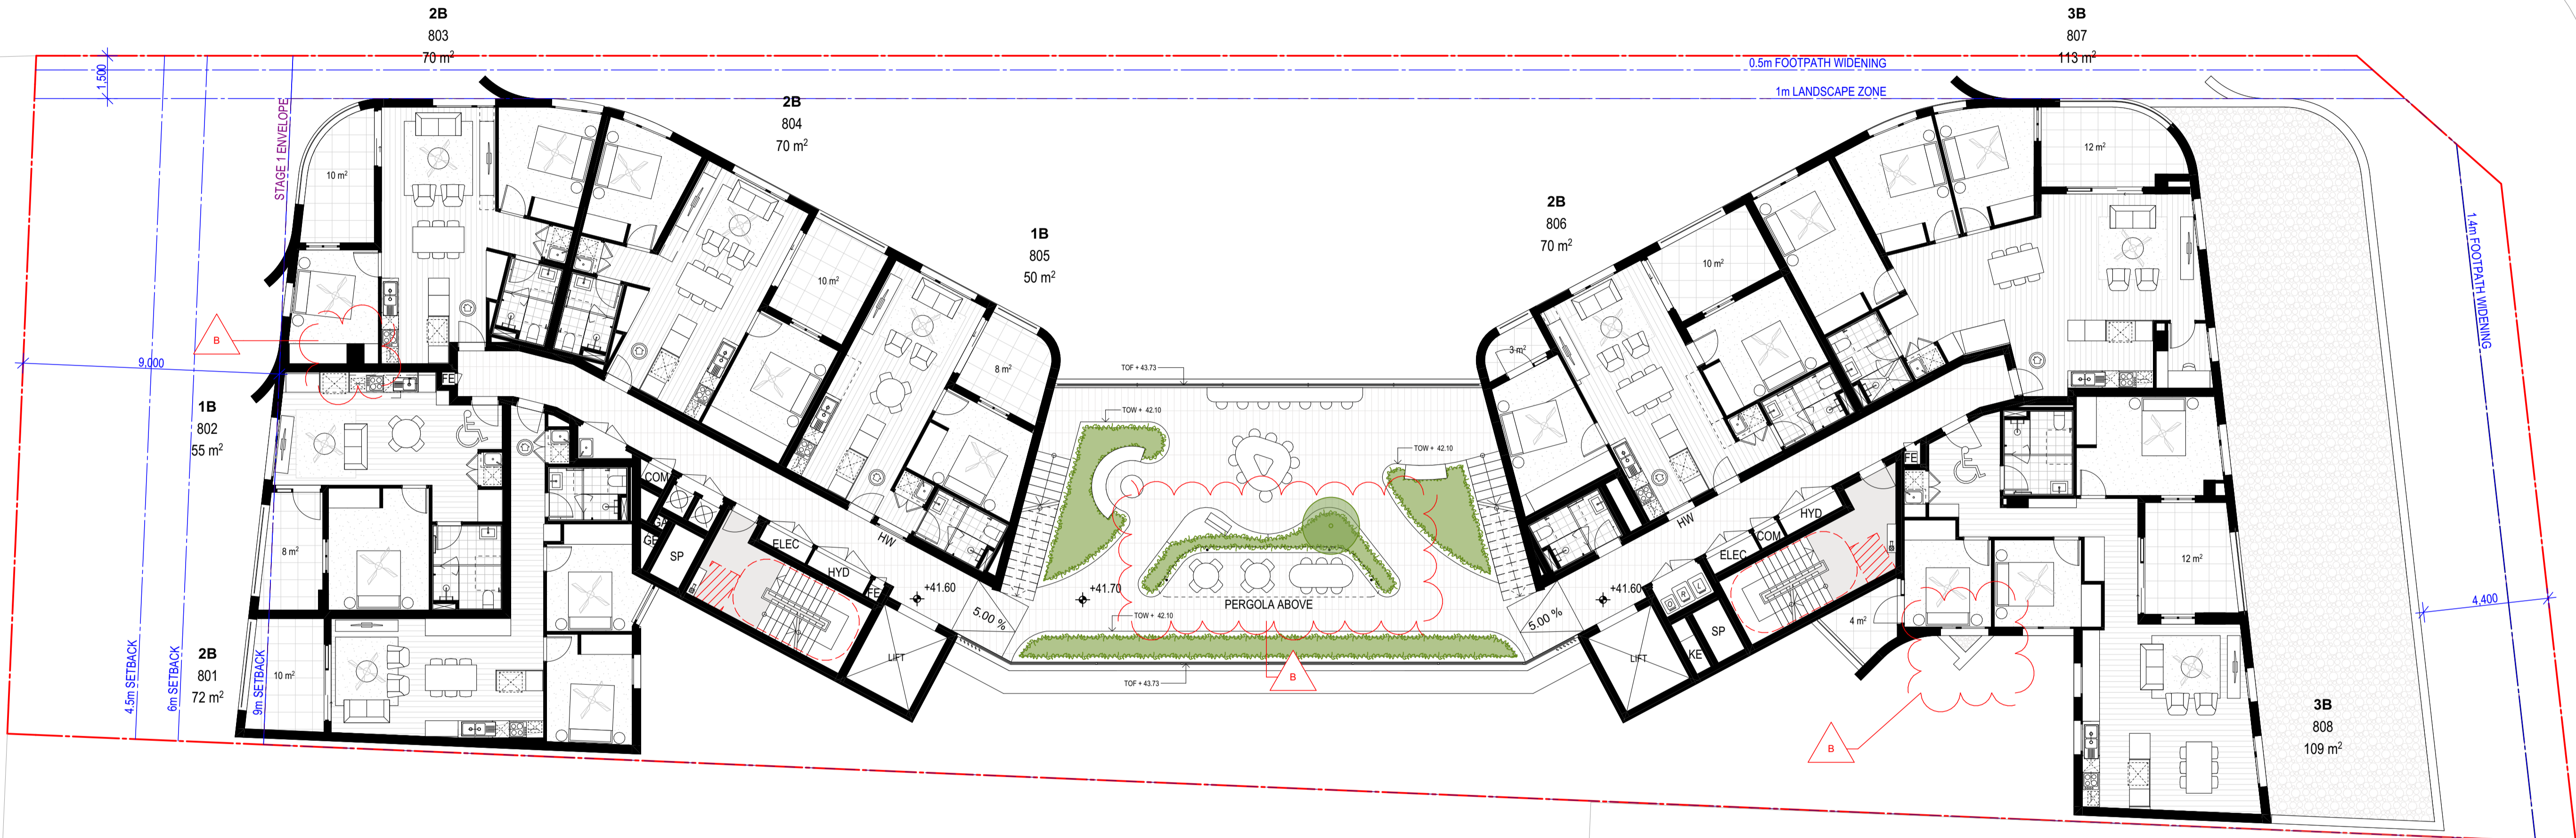 2B
803
70 m²
3B
807
113 m²
1,500
0.5m FOOTPATH WIDENING
1m LANDSCAPE ZONE
STAGE 1 ENVELOPE
2B
804
70 m²
10 m²
12 m²
1B
805
50 m²
2B
806
70 m²
10 m²
10 m²
1.4m FOOTPATH WIDENING
B
9,000
3 m²
8 m²
TOF + 43.73
FE
1B
802
55 m²
TOW + 42.10
TOW + 42.10
COM
FE
HYD
HW
HW
ELEC
COM
ELEC
HYD
SP
GE
8 m²
12 m²
FE
+41.60
+41.70
+41.60
PERGOLA ABOVE
TOW + 42.10
5.00 %
5.00 %
4 m²
4,400
2B
801
72 m²
10 m²
LIFT
LIFT
KE
SP
TOF + 43.73
B
B
4.5m SETBACK
6m SETBACK
9m SETBACK
3B
808
109 m²